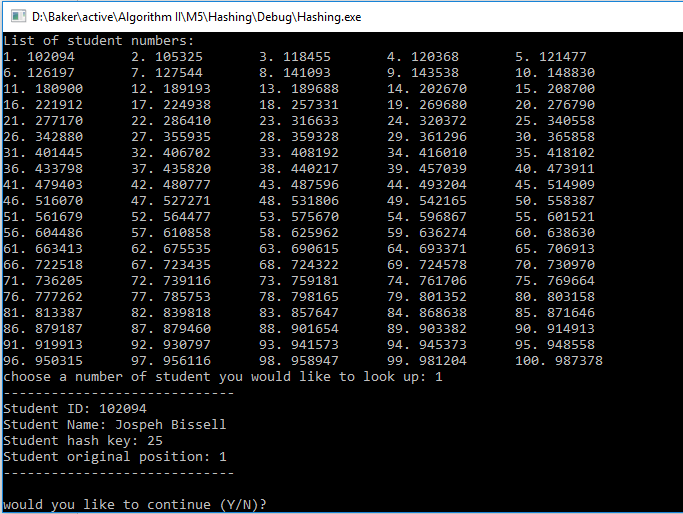 D:\Baker\active\Algorithm II\M5\Hashing\Debug\Hashing.exe
List of student numbers:
1. 102094 2. 105325 3. 118455 4. 120368 5. 121477
6. 126197 7. 127544 8. 141093 9. 143538 10. 148830
11. 180900 12. 189193 13. 189688 14. 202670 15. 208700
16. 221912 17. 224938 18. 257331 19. 269680 20. 276790
21. 277170 22. 286410 23. 316633 24. 320372 25. 340558
26. 342880 27. 355935 28. 359328 29. 361296 30. 365858
31. 401445 32. 406702 33. 408192 34. 416010 35. 418102
36. 433798 37. 435820 38. 440217 39. 457039 40. 473911
41. 479403 42. 480777 43. 487596 44. 493204 45. 514909
46. 516070 47. 527271 48. 531806 49. 542165 50. 558387
51. 561679 52. 564477 53. 575670 54. 596867 55. 601521
56. 604486 57. 610858 58. 625962 59. 636274 60. 638630
61. 663413 62. 675535 63. 690615 64. 693371 65. 706913
66. 722518 67. 723435 68. 724322 69. 724578 70. 730970
71. 736205 72. 739116 73. 759181 74. 761706 75. 769664
76. 777262 77. 785753 78. 798165 79. 801352 80. 803158
81. 813387 82. 839818 83. 857647 84. 868638 85. 871646
86. 879187 87. 879460 88. 901654 89. 903382 90. 914913
91. 919913 92. 930797 93. 941573 94. 945373 95. 948558
96. 950315 97. 956116 98. 958947 99. 981204 100. 987378
choose a number of student you would like to look up: 1
-----------------------------
Student ID: 102094
Student Name: Jospeh Bissell
Student hash key: 25
Student original position: 1
-----------------------------
would you like to continue (Y/N)?